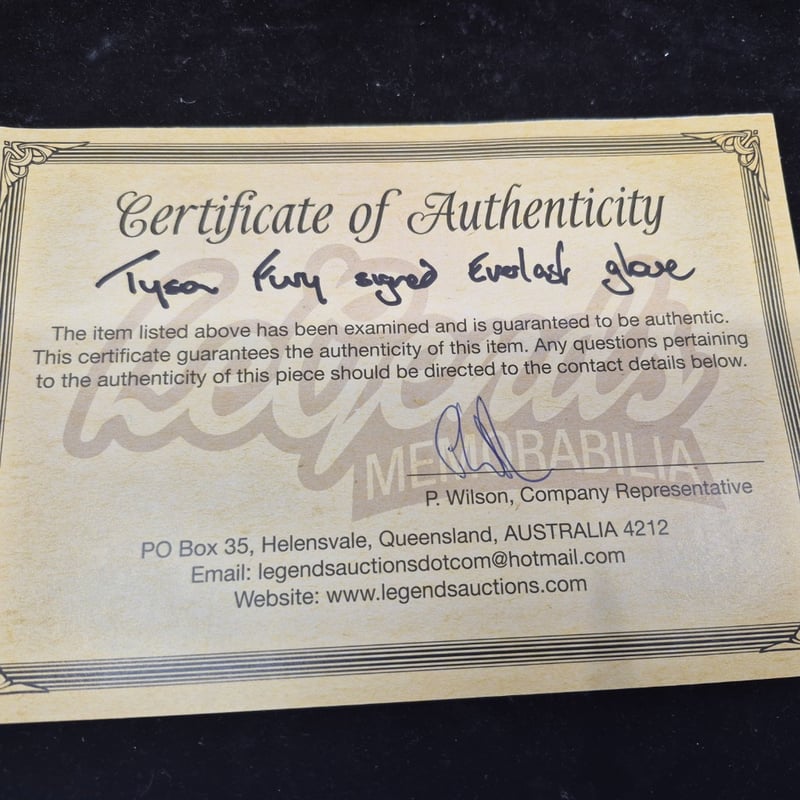 Certificate of Authenticity
Tyson Fury signed Everlast glove
The item listed above has been examined and is guaranteed to be authentic.
This certificate guarantees the authenticity of this item. Any questions pertaining
to the authenticity of this piece should be directed to the contact details below.
Legends
MEMORABILIA
P. Wilson, Company Representative
PO Box 35, Helensvale, Queensland, AUSTRALIA 4212
Email: legendsauctionsdotcom@hotmail.com
Website: www.legendsauctions.com